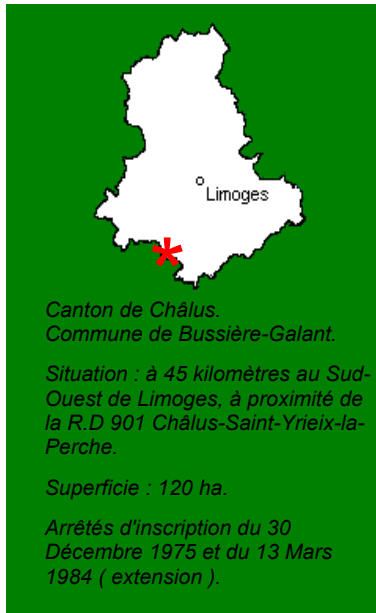 Limoges
Canton de Châlus.
Commune de Bussière-Galant.
Situation : à 45 kilomètres au Sud-
Ouest de Limoges, à proximité de
la R.D 901 Châlus-Saint-Yrieix-la-
Perche.
Superficie : 120 ha.
Arrêtés d'inscription du 30
Décembre 1975 et du 13 Mars
1984 ( extension ).